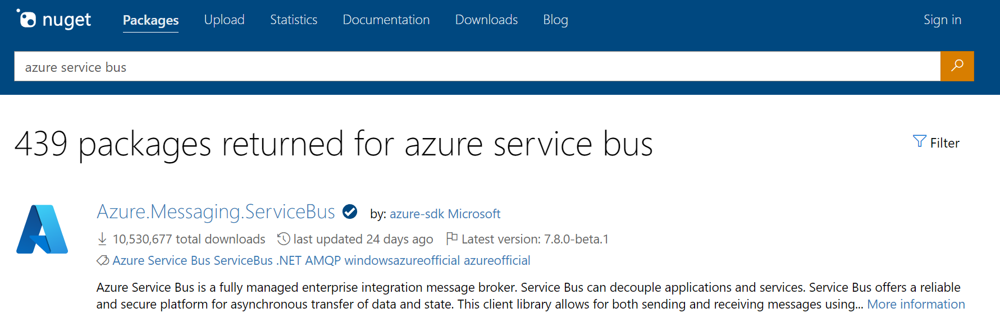 nuget Packages Upload Statistics Documentation Downloads Blog Sign in
azure service bus
439 packages returned for azure service bus
Filter
Azure.Messaging.ServiceBus by: azure-sdk Microsoft
10,530,677 total downloads last updated 24 days ago Latest version: 7.8.0-beta.1
Azure Service Bus ServiceBus .NET AMQP windowsazureofficial azureofficial
Azure Service Bus is a fully managed enterprise integration message broker. Service Bus can decouple applications and services. Service Bus offers a reliable
and secure platform for asynchronous transfer of data and state. This client library allows for both sending and receiving messages using... More information